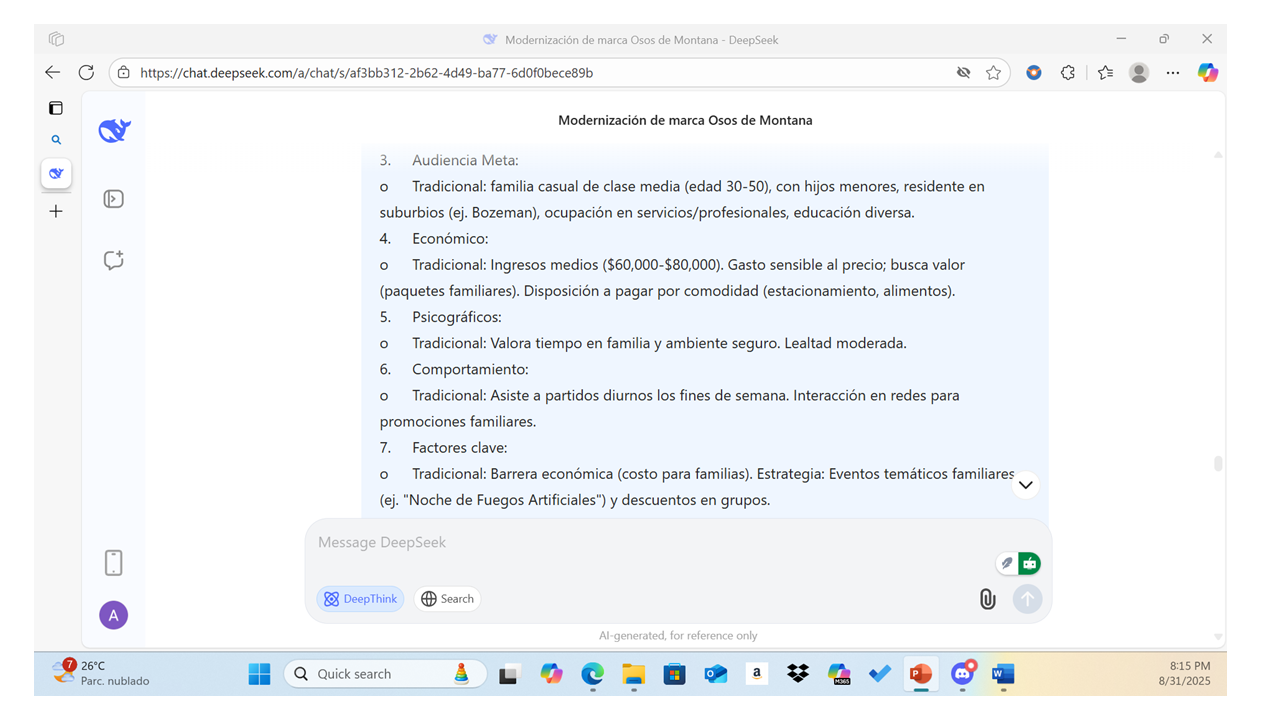 Modernización de marca Osos de Montana - DeepSeek
https://chat.deepseek.com/a/chat/s/af3bb312-2b62-4d49-ba77-6d0f0bece89b
Modernización de marca Osos de Montana
3. Audiencia Meta:
o Tradicional: familia casual de clase media (edad 30-50), con hijos menores, residente en
suburbios (ej. Bozeman), ocupación en servicios/profesionales, educación diversa.
4. Económico:
o Tradicional: Ingresos medios ($60,000-$80,000). Gasto sensible al precio; busca valor
(paquetes familiares). Disposición a pagar por comodidad (estacionamiento, alimentos).
5. Psicográficos:
o Tradicional: Valora tiempo en familia y ambiente seguro. Lealtad moderada.
6. Comportamiento:
o Tradicional: Asiste a partidos diurnos los fines de semana. Interacción en redes para
promociones familiares.
7. Factores clave:
o Tradicional: Barrera económica (costo para familias). Estrategia: Eventos temáticos familiares
(ej. "Noche de Fuegos Artificiales") y descuentos en grupos.
Message DeepSeek
DeepThink
Search
A
AI-generated, for reference only
7
26°C
Parc. nublado
Quick search
a
M365
P
W
8:15 PM
8/31/2025